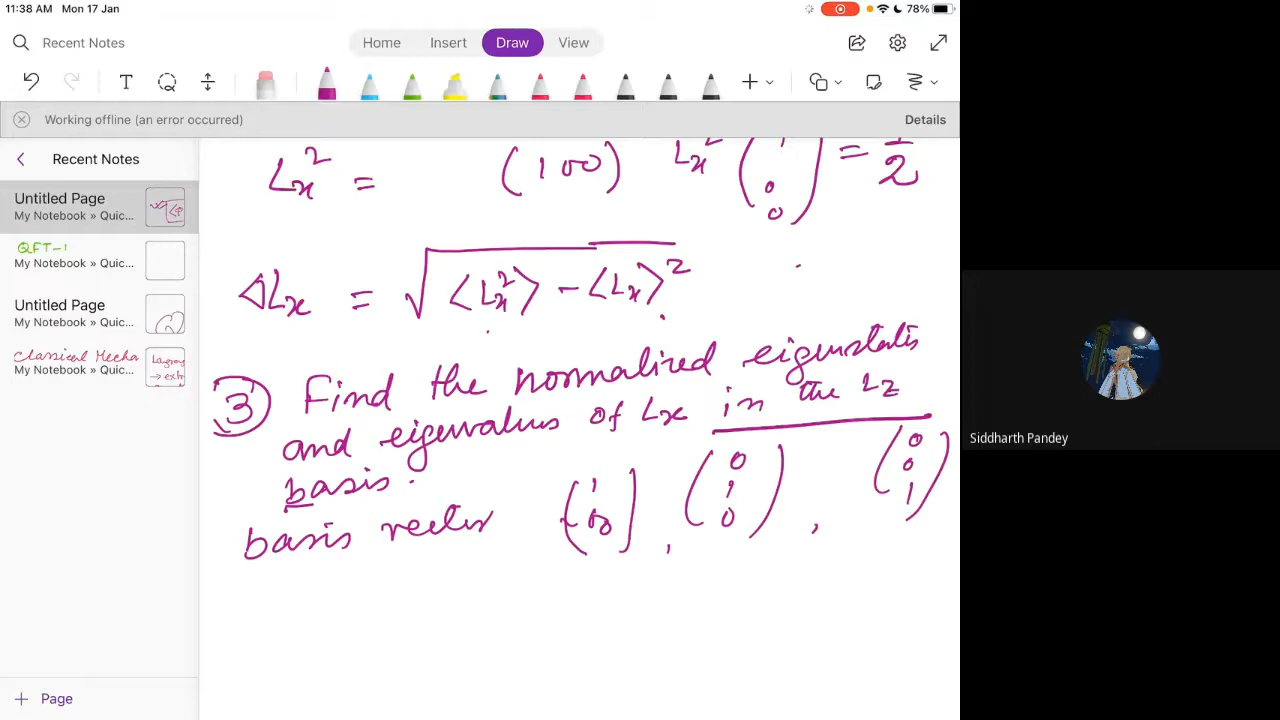 11:38 AM Mon 17 Jan
78%
Recent Notes
Home Insert Draw View
Working offline (an error occurred) Details
Recent Notes
Untitled Page
My Notebook » Quic...
QFT-1
My Notebook » Quic...
Untitled Page
My Notebook » Quic...
Classical Mecha
My Notebook » Quic...
Page
Lx² = (1 0 0) Lx² (1 0 0) = 1/2
ΔLx = √⟨Lx²⟩ - ⟨Lx⟩²
③ Find the normalized eigenstates
and eigenvalues of Lx in the Lz
basis.
basis vector (1 0 0), (0 1 0), (0 0 1)
Siddharth Pandey